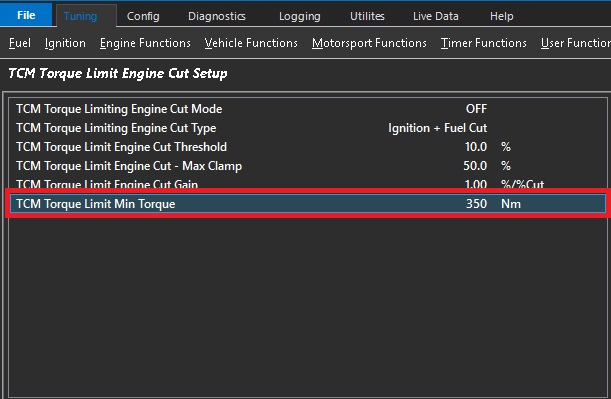 File Tuning Config Diagnostics Logging Utilites Live Data Help
Fuel Ignition Engine Functions Vehicle Functions Motorsport Functions Timer Functions User Function
TCM Torque Limit Engine Cut Setup
TCM Torque Limiting Engine Cut Mode OFF
TCM Torque Limiting Engine Cut Type Ignition + Fuel Cut
TCM Torque Limit Engine Cut Threshold 10.0 %
TCM Torque Limit Engine Cut - Max Clamp 50.0 %
TCM Torque Limit Engine Cut Gain 1.00 %/%Cut
TCM Torque Limit Min Torque 350 Nm